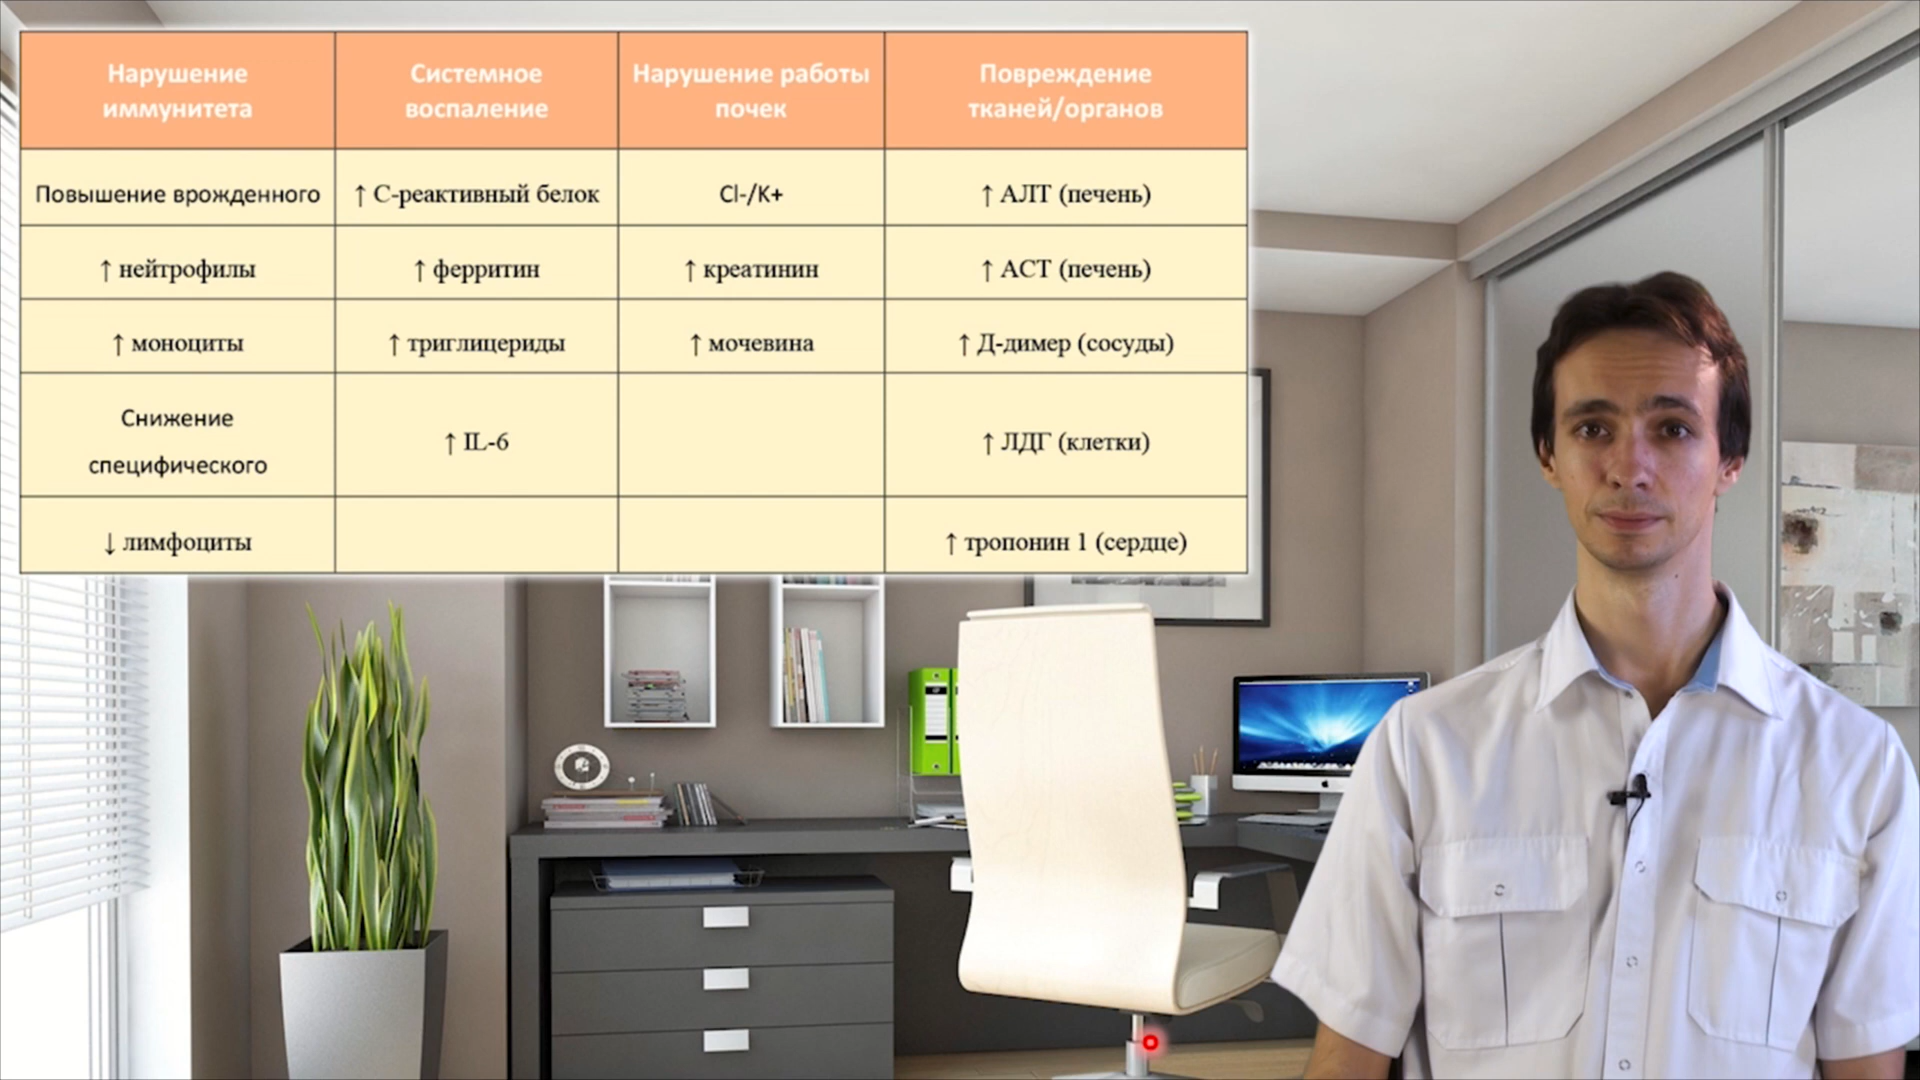 Нарушение
иммунитета
Системное
воспаление
Нарушение работы
почек
Повреждение
тканей/органов
Повышение врожденного
↑ С-реактивный белок
Cl-/K+
↑ АЛТ (печень)
↑ нейтрофилы
↑ ферритин
↑ креатинин
↑ АСТ (печень)
↑ моноциты
↑ триглицериды
↑ мочевина
↑ Д-димер (сосуды)
Снижение
специфического
↑ IL-6
↑ ЛДГ (клетки)
↓ лимфоциты
↑ тропонин 1 (сердце)